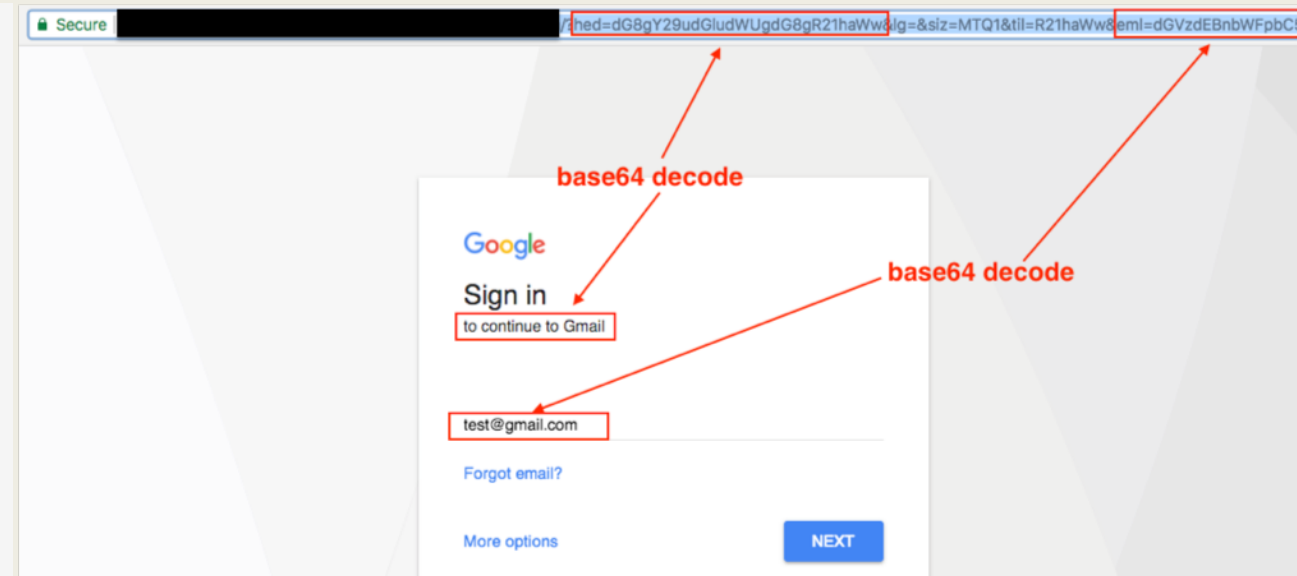 Secure /?hed=dG8gY29udGludWUgdG8gR21haWw&lg=&siz=MTQ1&til=R21haWw&eml=dGVzdEBnbWFpbC5
base64 decode
Google
base64 decode
Sign in
to continue to Gmail
test@gmail.com
Forgot email?
More options
NEXT